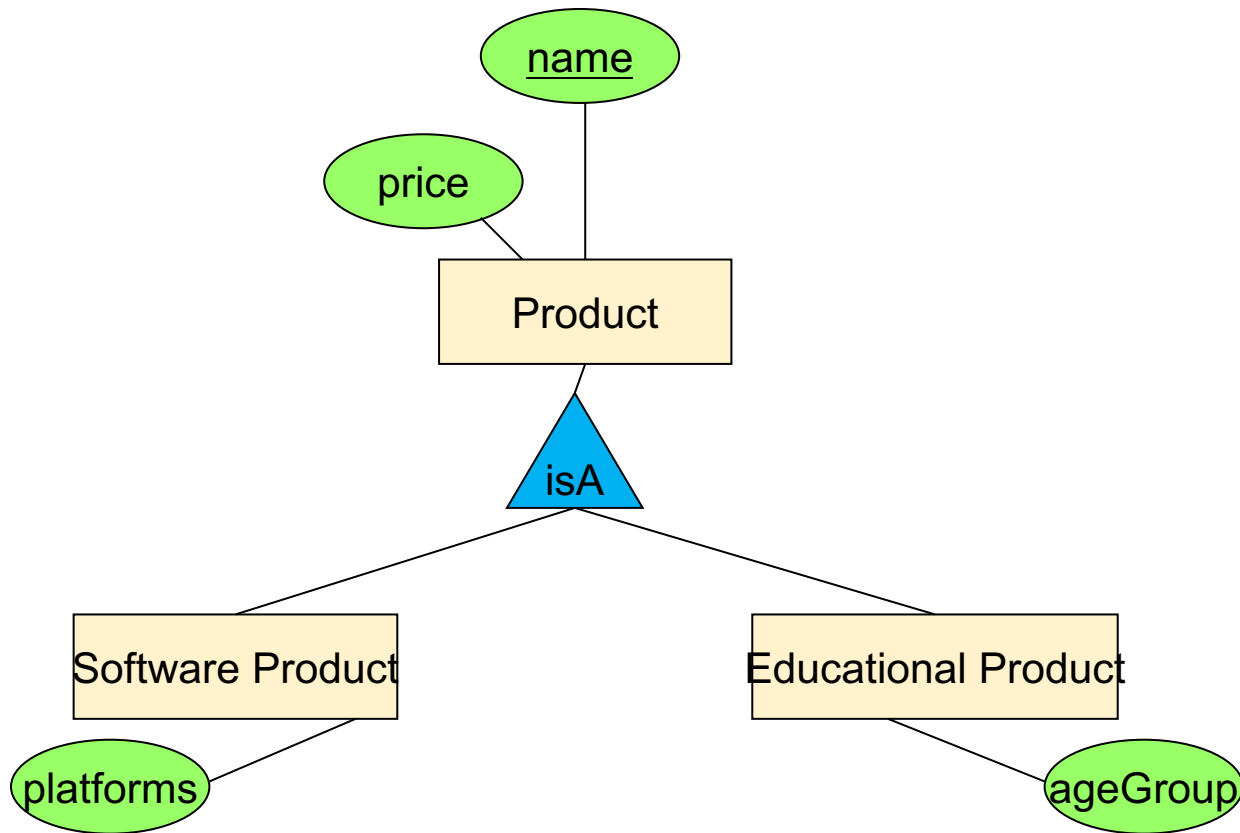 name
price
Product
isA
Software Product
Educational Product
platforms
ageGroup